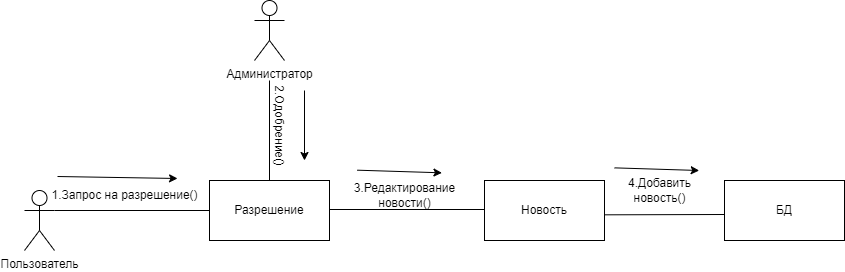 Администратор
2.Одобрение()
1.Запрос на разрешение()
Пользователь
Разрешение
3.Редактирование
новости()
Новость
4.Добавить
новость()
БД